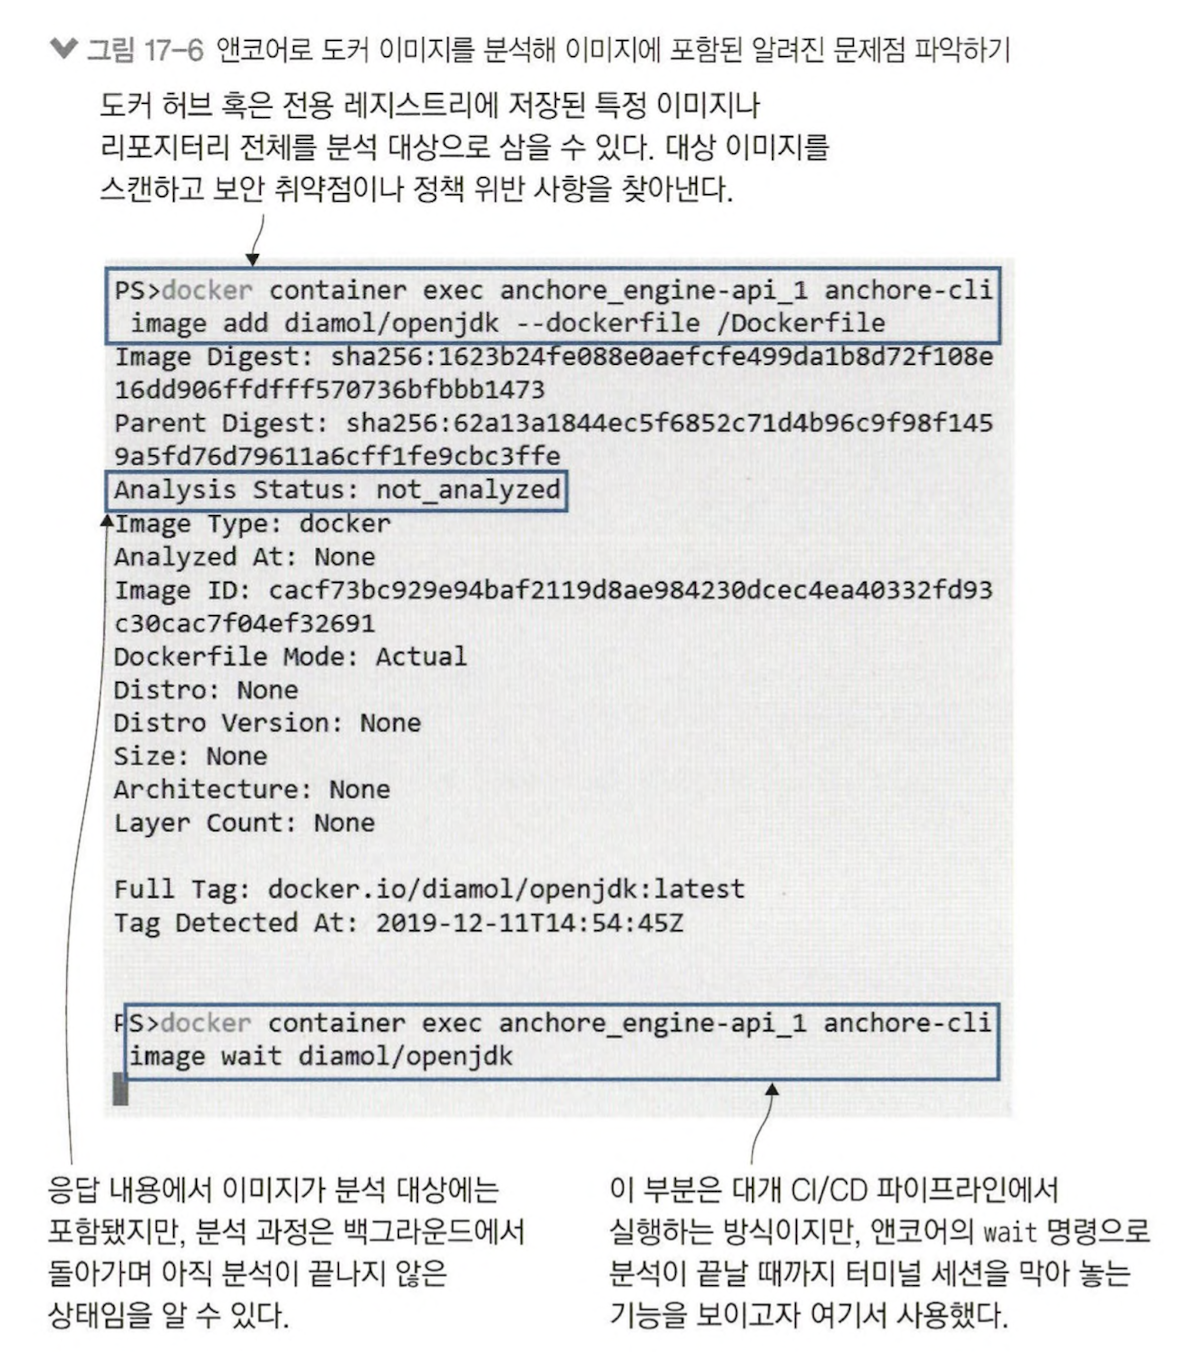 그림 17-6 앤코어로 도커 이미지를 분석해 이미지에 포함된 알려진 문제점 파악하기
도커 허브 혹은 전용 레지스트리에 저장된 특정 이미지나
리포지터리 전체를 분석 대상으로 삼을 수 있다. 대상 이미지를
스캔하고 보안 취약점이나 정책 위반 사항을 찾아낸다.
PS>docker container exec anchore_engine-api_1 anchore-cli
image add diamol/openjdk --dockerfile /Dockerfile
Image Digest: sha256:1623b24fe088e0aefcfe499da1b8d72f108e
16dd906ffdfff570736bfbbb1473
Parent Digest: sha256:62a13a1844ec5f6852c71d4b96c9f98f145
9a5fd76d79611a6cff1fe9cbc3ffe
Analysis Status: not_analyzed
Image Type: docker
Analyzed At: None
Image ID: cacf73bc929e94baf2119d8ae984230dcec4ea40332fd93
c30cac7f04ef32691
Dockerfile Mode: Actual
Distro: None
Distro Version: None
Size: None
Architecture: None
Layer Count: None
Full Tag: docker.io/diamol/openjdk:latest
Tag Detected At: 2019-12-11T14:54:45Z
PS>docker container exec anchore_engine-api_1 anchore-cli
image wait diamol/openjdk
응답 내용에서 이미지가 분석 대상에는
포함됐지만, 분석 과정은 백그라운드에서
돌아가며 아직 분석이 끝나지 않은
상태임을 알 수 있다.
이 부분은 대개 CI/CD 파이프라인에서
실행하는 방식이지만, 앤코어의 wait 명령으로
분석이 끝날 때까지 터미널 세션을 막아 놓는
기능을 보이고자 여기서 사용했다.